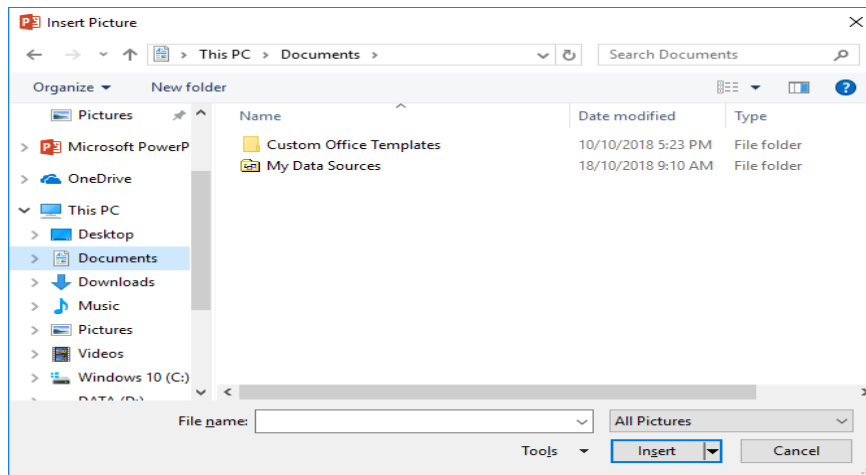 Insert Picture
This PC > Documents >
Search Documents
Organize
New folder
Pictures
Microsoft PowerP
OneDrive
This PC
Desktop
Documents
Downloads
Music
Pictures
Videos
Windows 10 (C:)
DATA (D:)
Name
Date modified
Type
Custom Office Templates
10/10/2018 5:23 PM
File folder
My Data Sources
18/10/2018 9:10 AM
File folder
File name:
All Pictures
Tools
Insert
Cancel